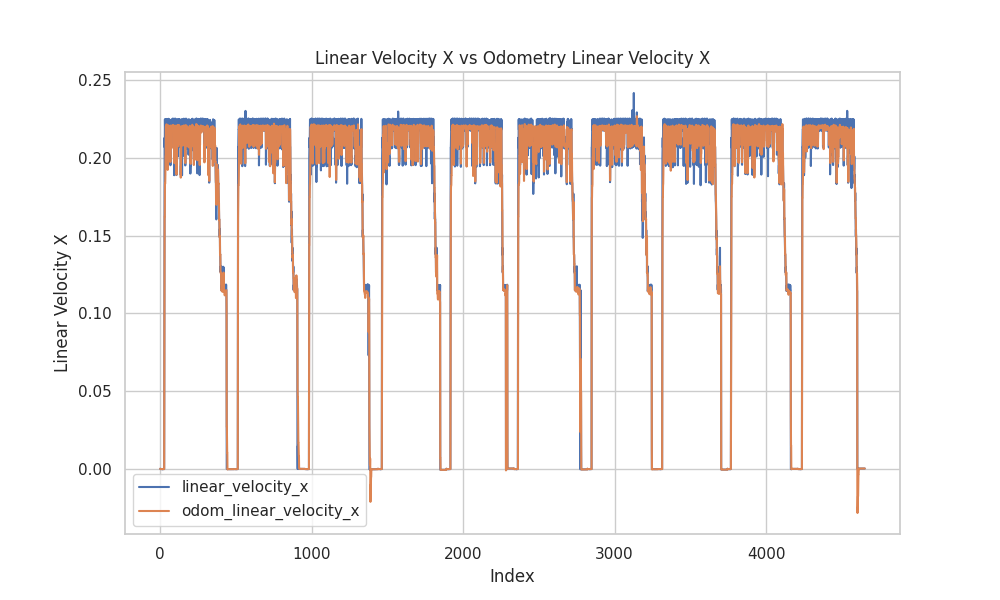 Linear Velocity X vs Odometry Linear Velocity X
0.25
0.20
0.15
0.10
0.05
0.00
Linear Velocity X
linear_velocity_x
odom_linear_velocity_x
0 1000 2000 3000 4000
Index